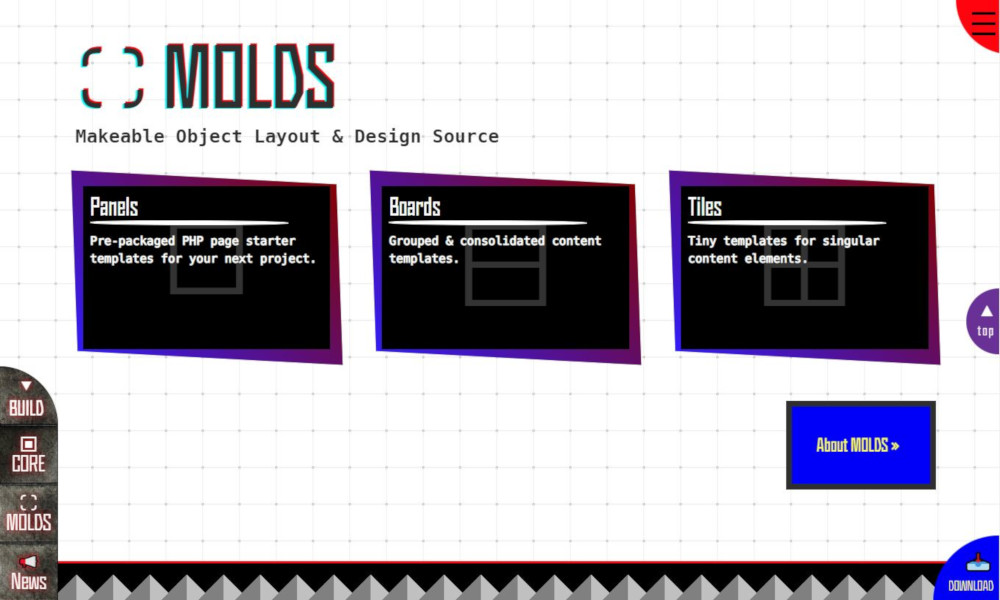 MOLDS
Makeable Object Layout & Design Source
Panels
Pre-packaged PHP page starter
templates for your next project.
Boards
Grouped & consolidated content
templates.
Tiles
Tiny templates for singular
content elements.
▲
top
▼
BUILD
CORE
MOLDS
News
About MOLDS »
DOWNLOAD